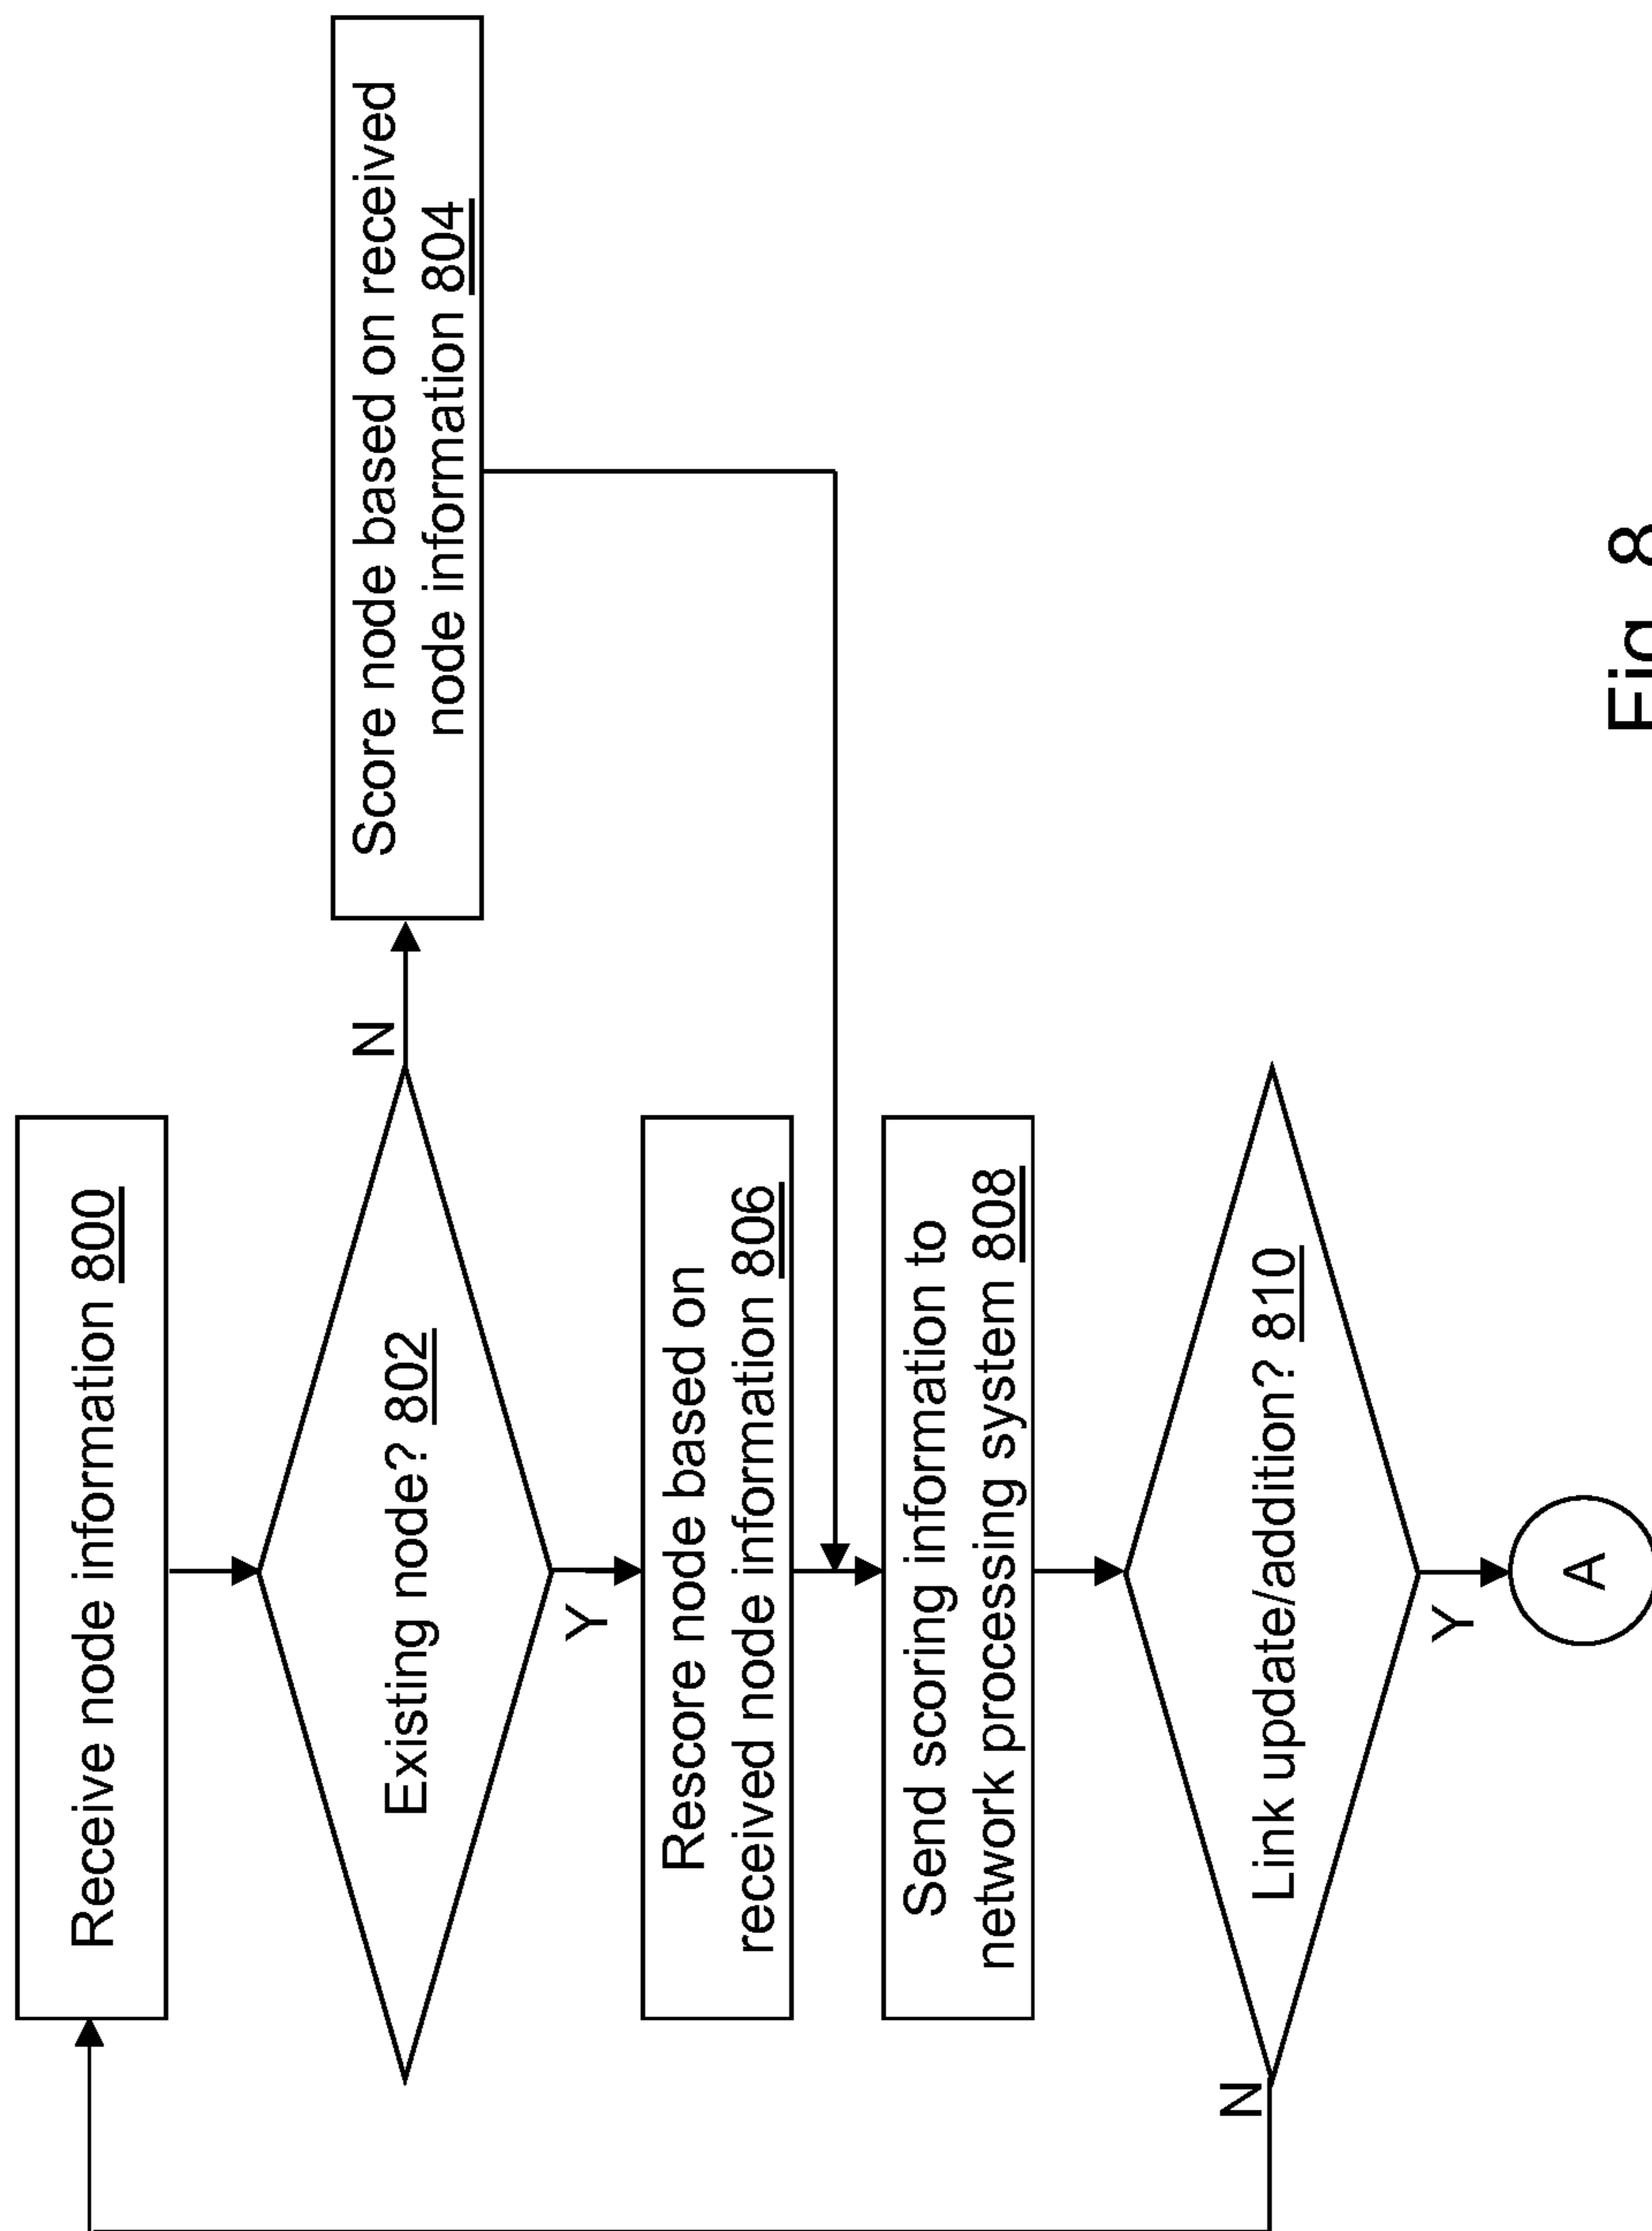 Receive node information 800
Existing node? 802
N
Score node based on received
node information 804
Y
Rescore node based on
received node information 806
Send scoring information to
network processing system 808
Link update/addition? 810
N
Y
A
Fig. 8